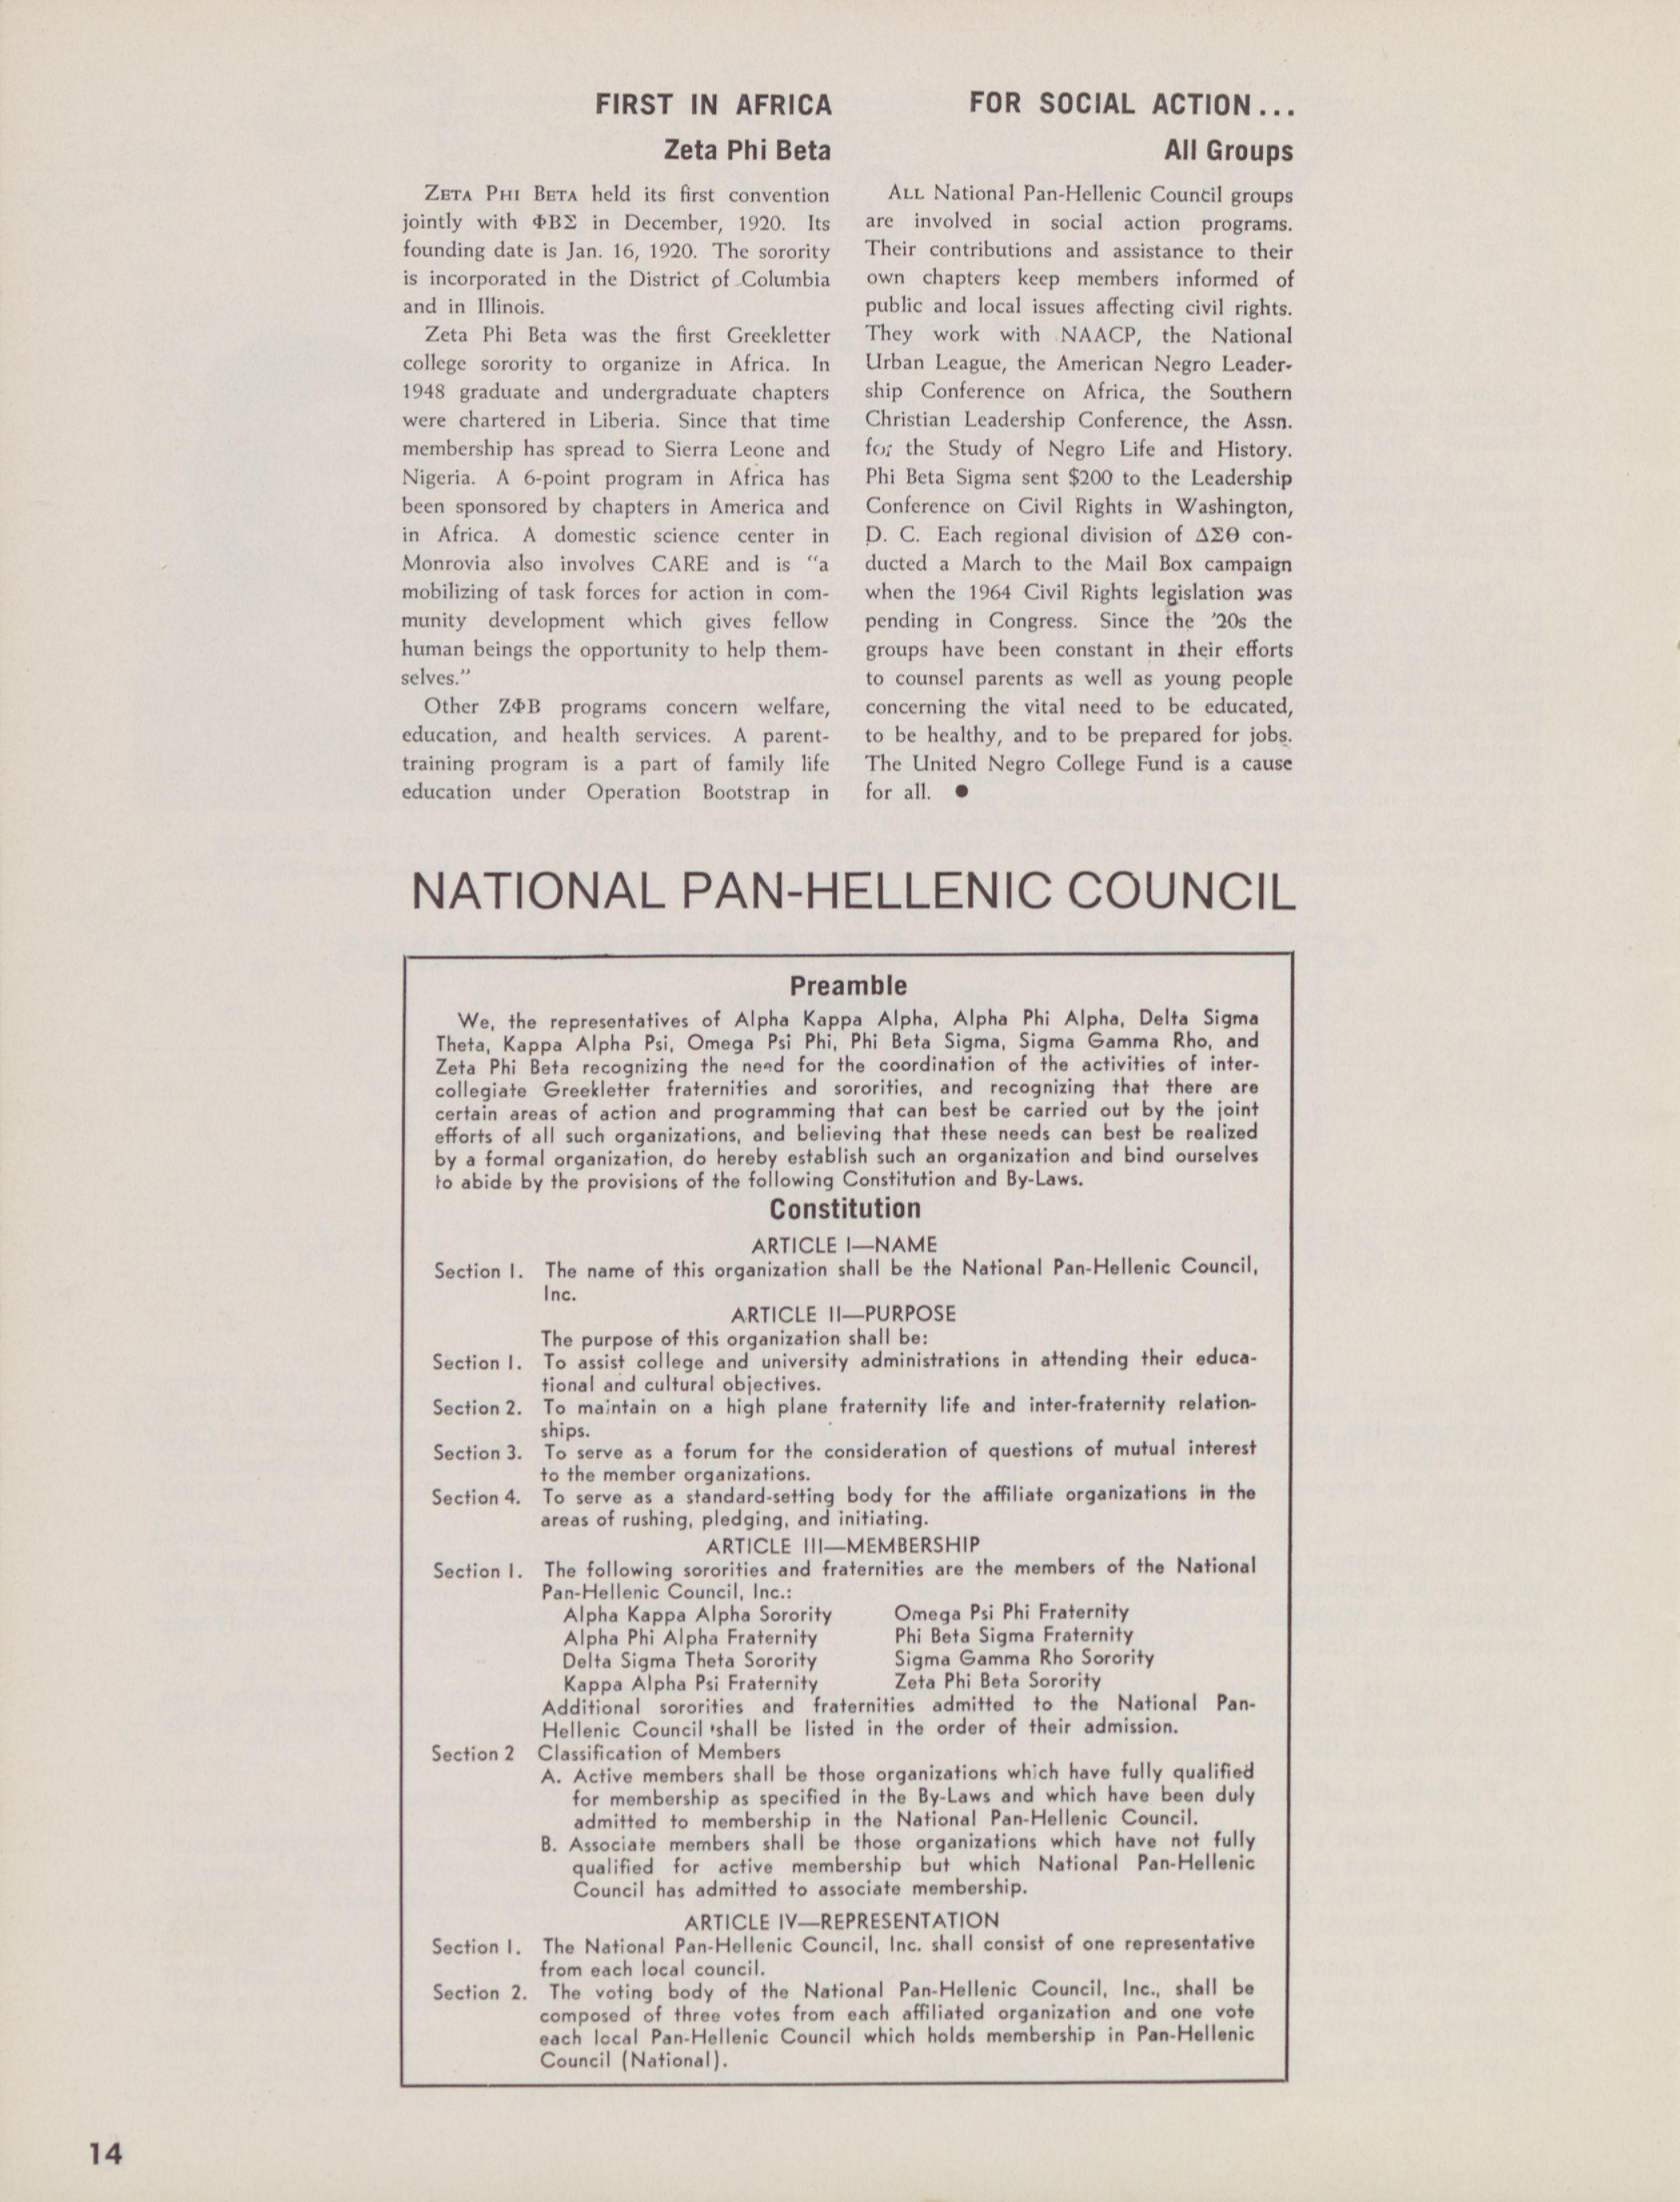 FIRST IN AFRICA
Zeta Phi Beta
ZETA PHI BETA held its first convention
jointly with ΦΒΣ in December, 1920. Its
founding date is Jan. 16, 1920. The sorority
is incorporated in the District of Columbia
and in Illinois.
Zeta Phi Beta was the first Greekletter
college sorority to organize in Africa. In
1948 graduate and undergraduate chapters
were chartered in Liberia. Since that time
membership has spread to Sierra Leone and
Nigeria. A 6-point program in Africa has
been sponsored by chapters in America and
in Africa. A domestic science center in
Monrovia also involves CARE and is "a
mobilizing of task forces for action in com-
munity development which gives fellow
human beings the opportunity to help them-
selves."
Other ΖΦΒ programs concern welfare,
education, and health services. A parent-
training program is a part of family life
education under Operation Bootstrap in
FOR SOCIAL ACTION...
All Groups
ALL National Pan-Hellenic Council groups
are involved in social action programs.
Their contributions and assistance to their
own chapters keep members informed of
public and local issues affecting civil rights.
They work with NAACP, the National
Urban League, the American Negro Leader-
ship Conference on Africa, the Southern
Christian Leadership Conference, the Assn.
for the Study of Negro Life and History.
Phi Beta Sigma sent $200 to the Leadership
Conference on Civil Rights in Washington,
D. C. Each regional division of ΔΣΘ con-
ducted a March to the Mail Box campaign
when the 1964 Civil Rights legislation was
pending in Congress. Since the '20s the
groups have been constant in their efforts
to counsel parents as well as young people
concerning the vital need to be educated,
to be healthy, and to be prepared for jobs.
The United Negro College Fund is a cause
for all. ●
NATIONAL PAN-HELLENIC COUNCIL
Preamble
We, the representatives of Alpha Kappa Alpha, Alpha Phi Alpha, Delta Sigma
Theta, Kappa Alpha Psi, Omega Psi Phi, Phi Beta Sigma, Sigma Gamma Rho, and
Zeta Phi Beta recognizing the need for the coordination of the activities of inter-
collegiate Greekletter fraternities and sororities, and recognizing that there are
certain areas of action and programming that can best be carried out by the joint
efforts of all such organizations, and believing that these needs can best be realized
by a formal organization, do hereby establish such an organization and bind ourselves
to abide by the provisions of the following Constitution and By-Laws.
Constitution
ARTICLE I—NAME
Section 1. The name of this organization shall be the National Pan-Hellenic Council,
Inc.
ARTICLE II—PURPOSE
The purpose of this organization shall be:
Section 1. To assist college and university administrations in attending their educa-
tional and cultural objectives.
Section 2. To maintain on a high plane fraternity life and inter-fraternity relation-
ships.
Section 3. To serve as a forum for the consideration of questions of mutual interest
to the member organizations.
Section 4. To serve as a standard-setting body for the affiliate organizations in the
areas of rushing, pledging, and initiating.
ARTICLE III—MEMBERSHIP
Section 1. The following sororities and fraternities are the members of the National
Pan-Hellenic Council, Inc.:
Alpha Kappa Alpha Sorority Omega Psi Phi Fraternity
Alpha Phi Alpha Fraternity Phi Beta Sigma Fraternity
Delta Sigma Theta Sorority Sigma Gamma Rho Sorority
Kappa Alpha Psi Fraternity Zeta Phi Beta Sorority
Additional sororities and fraternities admitted to the National Pan-
Hellenic Council shall be listed in the order of their admission.
Section 2 Classification of Members
A. Active members shall be those organizations which have fully qualified
for membership as specified in the By-Laws and which have been duly
admitted to membership in the National Pan-Hellenic Council.
B. Associate members shall be those organizations which have not fully
qualified for active membership but which National Pan-Hellenic
Council has admitted to associate membership.
ARTICLE IV—REPRESENTATION
Section 1. The National Pan-Hellenic Council, Inc. shall consist of one representative
from each local council.
Section 2. The voting body of the National Pan-Hellenic Council, Inc., shall be
composed of three votes from each affiliated organization and one vote
each local Pan-Hellenic Council which holds membership in Pan-Hellenic
Council (National).
14